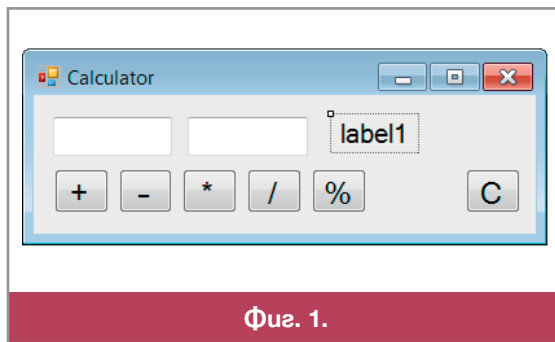 Calculator
label1
+ - * / % C
Фиг. 1.